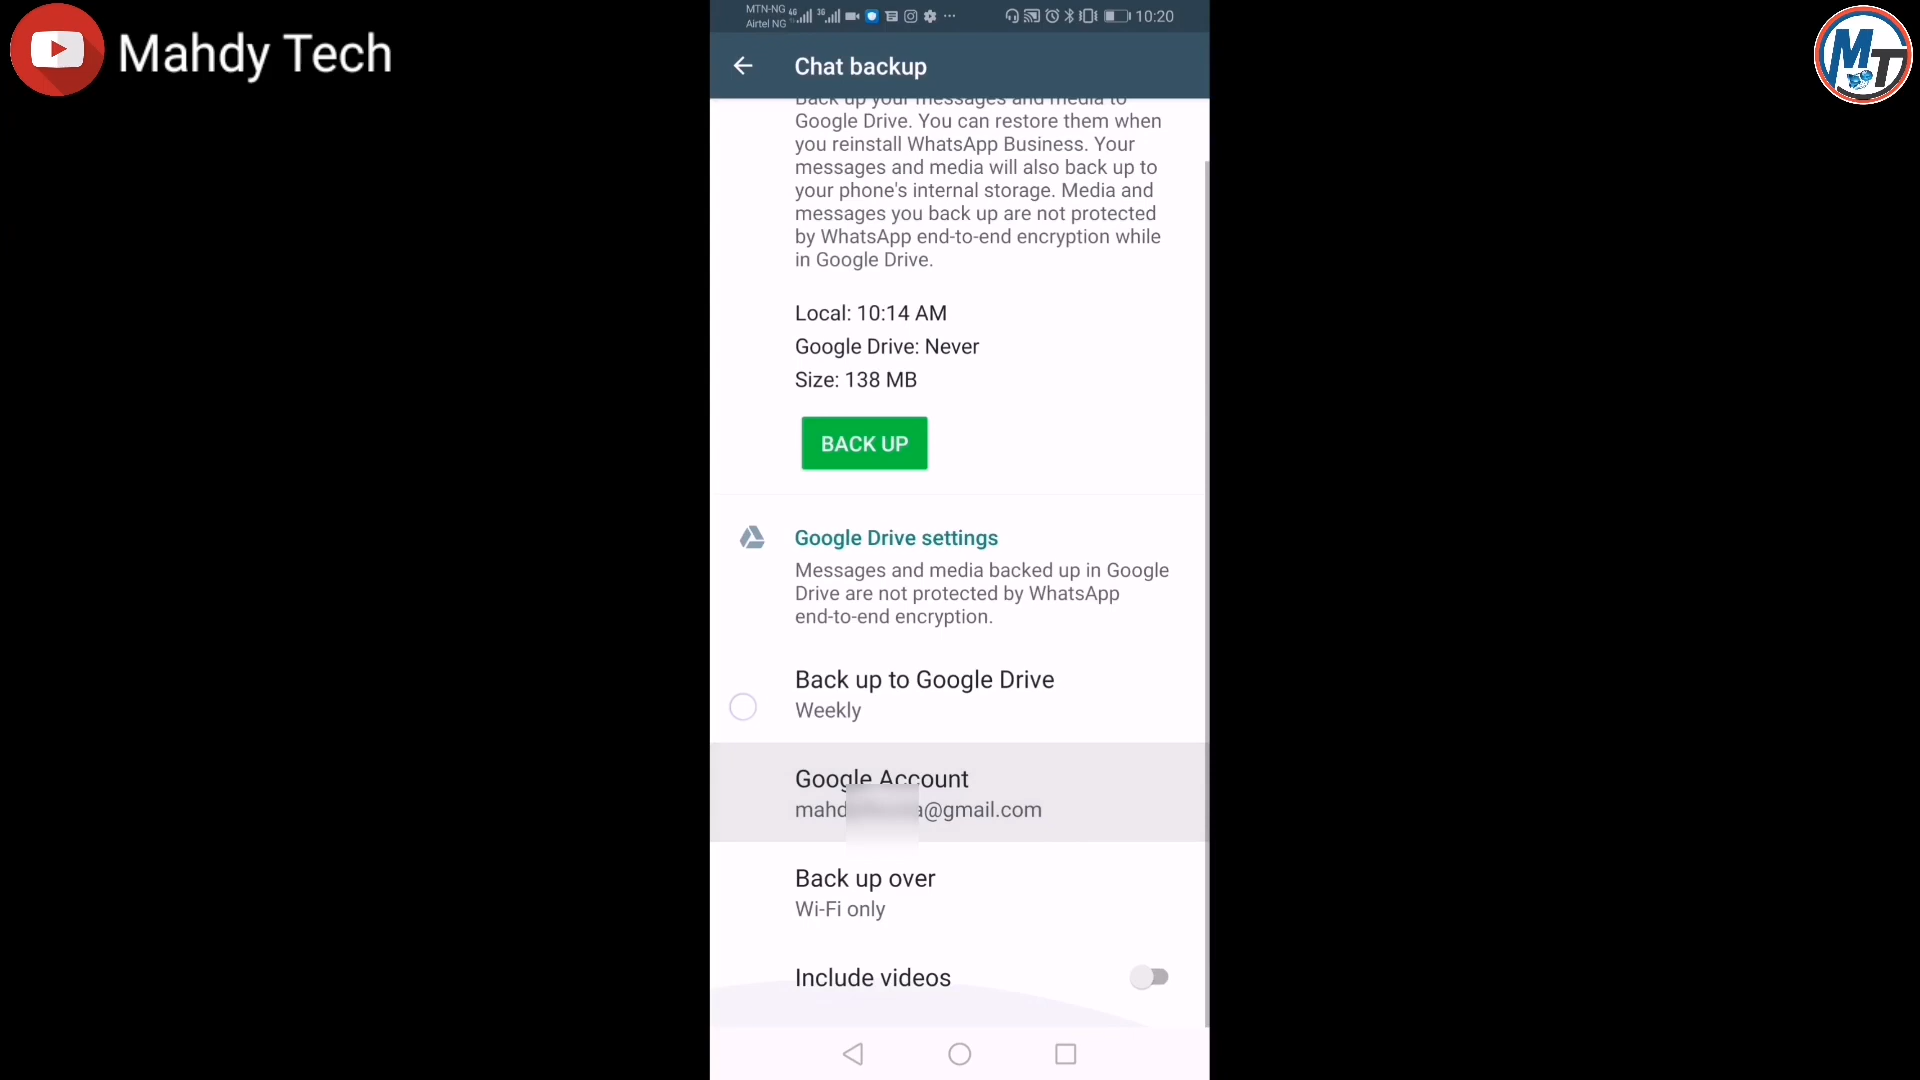 Mahdy Tech
MT
MTN-NG 4G 3G 10:20
Airtel NG
Chat backup
Back up your messages and media to
Google Drive. You can restore them when
you reinstall WhatsApp Business. Your
messages and media will also back up to
your phone's internal storage. Media and
messages you back up are not protected
by WhatsApp end-to-end encryption while
in Google Drive.
Local: 10:14 AM
Google Drive: Never
Size: 138 MB
BACK UP
Google Drive settings
Messages and media backed up in Google
Drive are not protected by WhatsApp
end-to-end encryption.
Back up to Google Drive
Weekly
Google Account
mahd a@gmail.com
Back up over
Wi-Fi only
Include videos